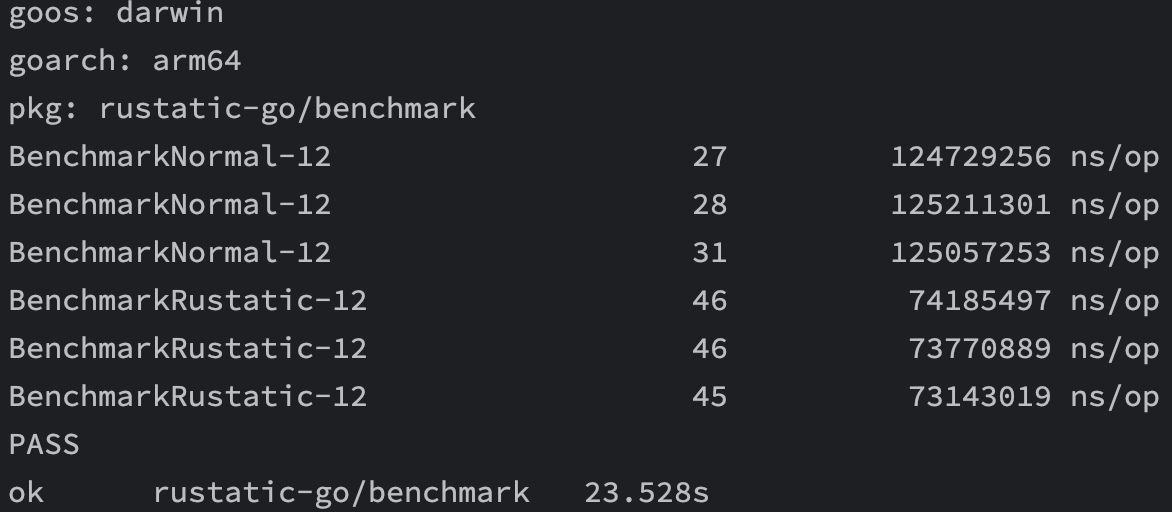 goos: darwin
goarch: arm64
pkg: rustatic-go/benchmark
BenchmarkNormal-12 27 124729256 ns/op
BenchmarkNormal-12 28 125211301 ns/op
BenchmarkNormal-12 31 125057253 ns/op
BenchmarkRustatic-12 46 74185497 ns/op
BenchmarkRustatic-12 46 73770889 ns/op
BenchmarkRustatic-12 45 73143019 ns/op
PASS
ok rustatic-go/benchmark 23.528s